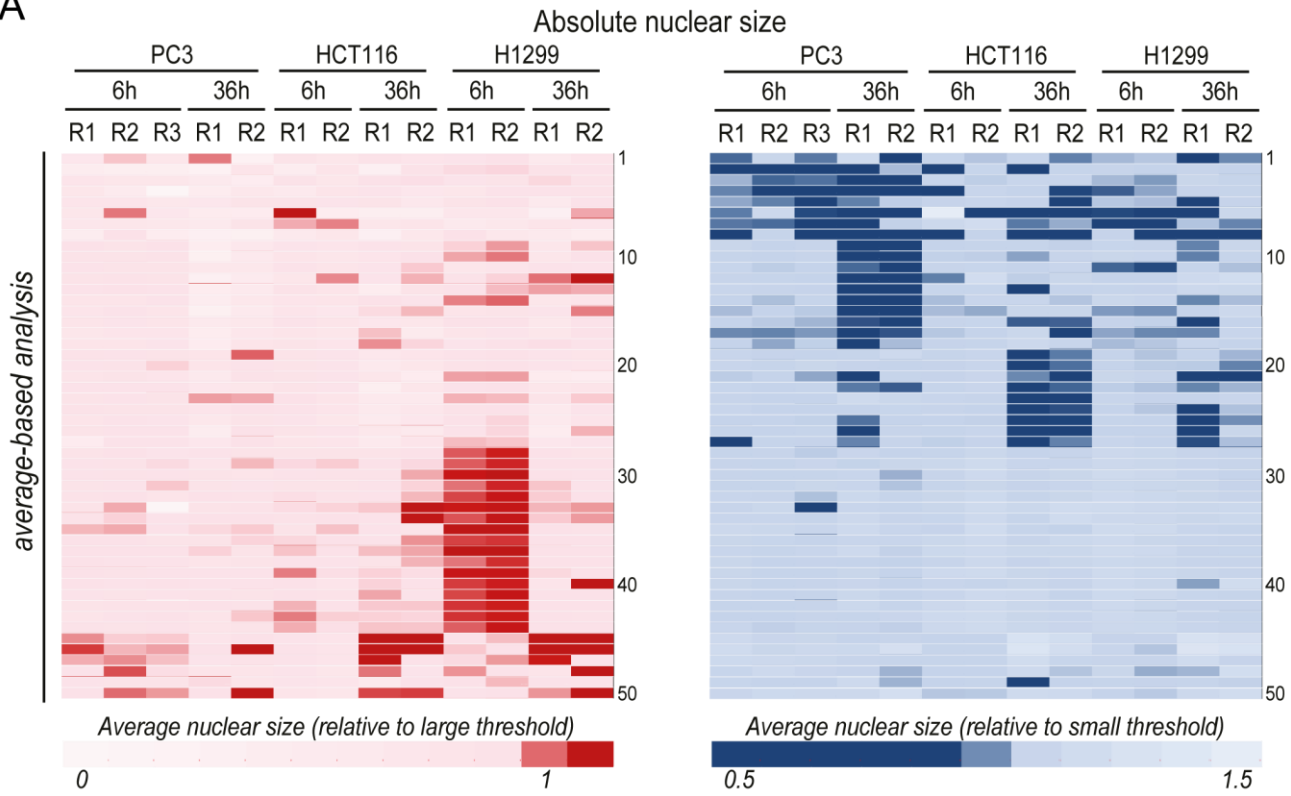 A
Absolute nuclear size
PC3 HCT116 H1299 PC3 HCT116 H1299
6h 36h 6h 36h 6h 36h 6h 36h 6h 36h 6h 36h
R1 R2 R3 R1 R2 R1 R2 R1 R2 R1 R2 R1 R2 R1 R2 R3 R1 R2 R1 R2 R1 R2 R1 R2 R1 R2
average-based analysis
1 1
10 10
20 20
30 30
40 40
50 50
Average nuclear size (relative to large threshold) Average nuclear size (relative to small threshold)
0 1 0.5 1.5